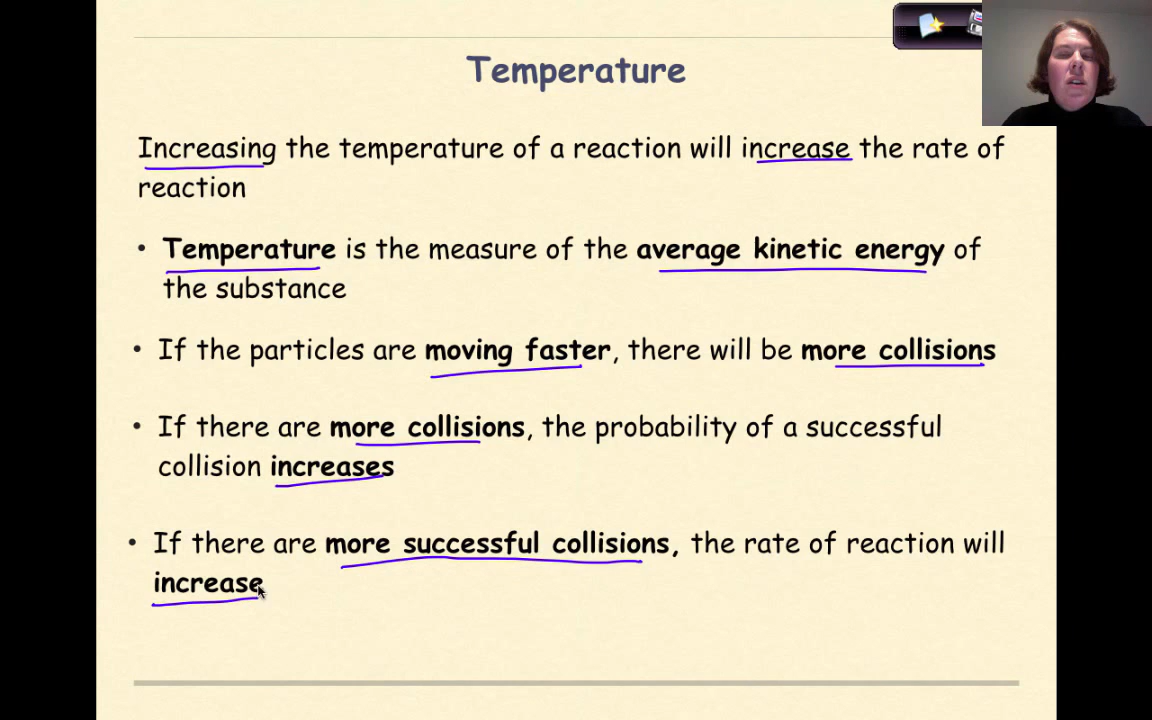 Temperature
Increasing the temperature of a reaction will increase the rate of
reaction
• Temperature is the measure of the average kinetic energy of
the substance
• If the particles are moving faster, there will be more collisions
• If there are more collisions, the probability of a successful
collision increases
• If there are more successful collisions, the rate of reaction will
increase